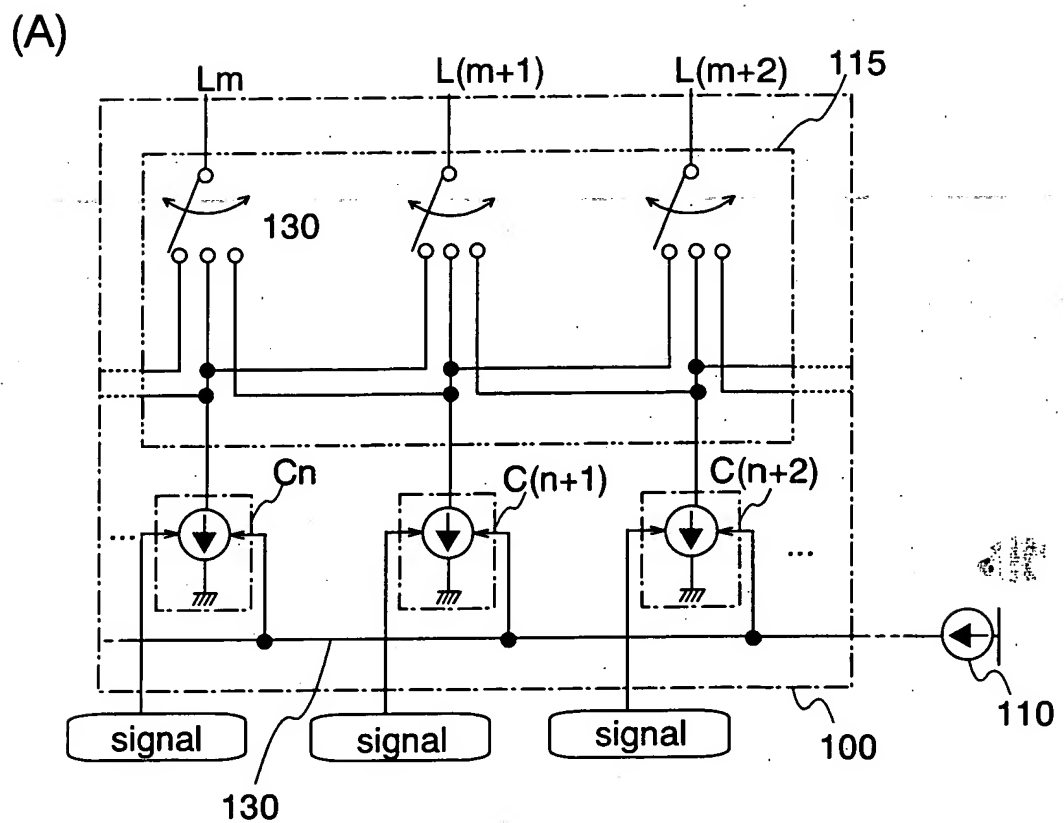 (A)
115
Lm
L(m+1)
L(m+2)
130
Cn
C(n+1)
C(n+2)
...
...
110
signal
signal
signal
100
130